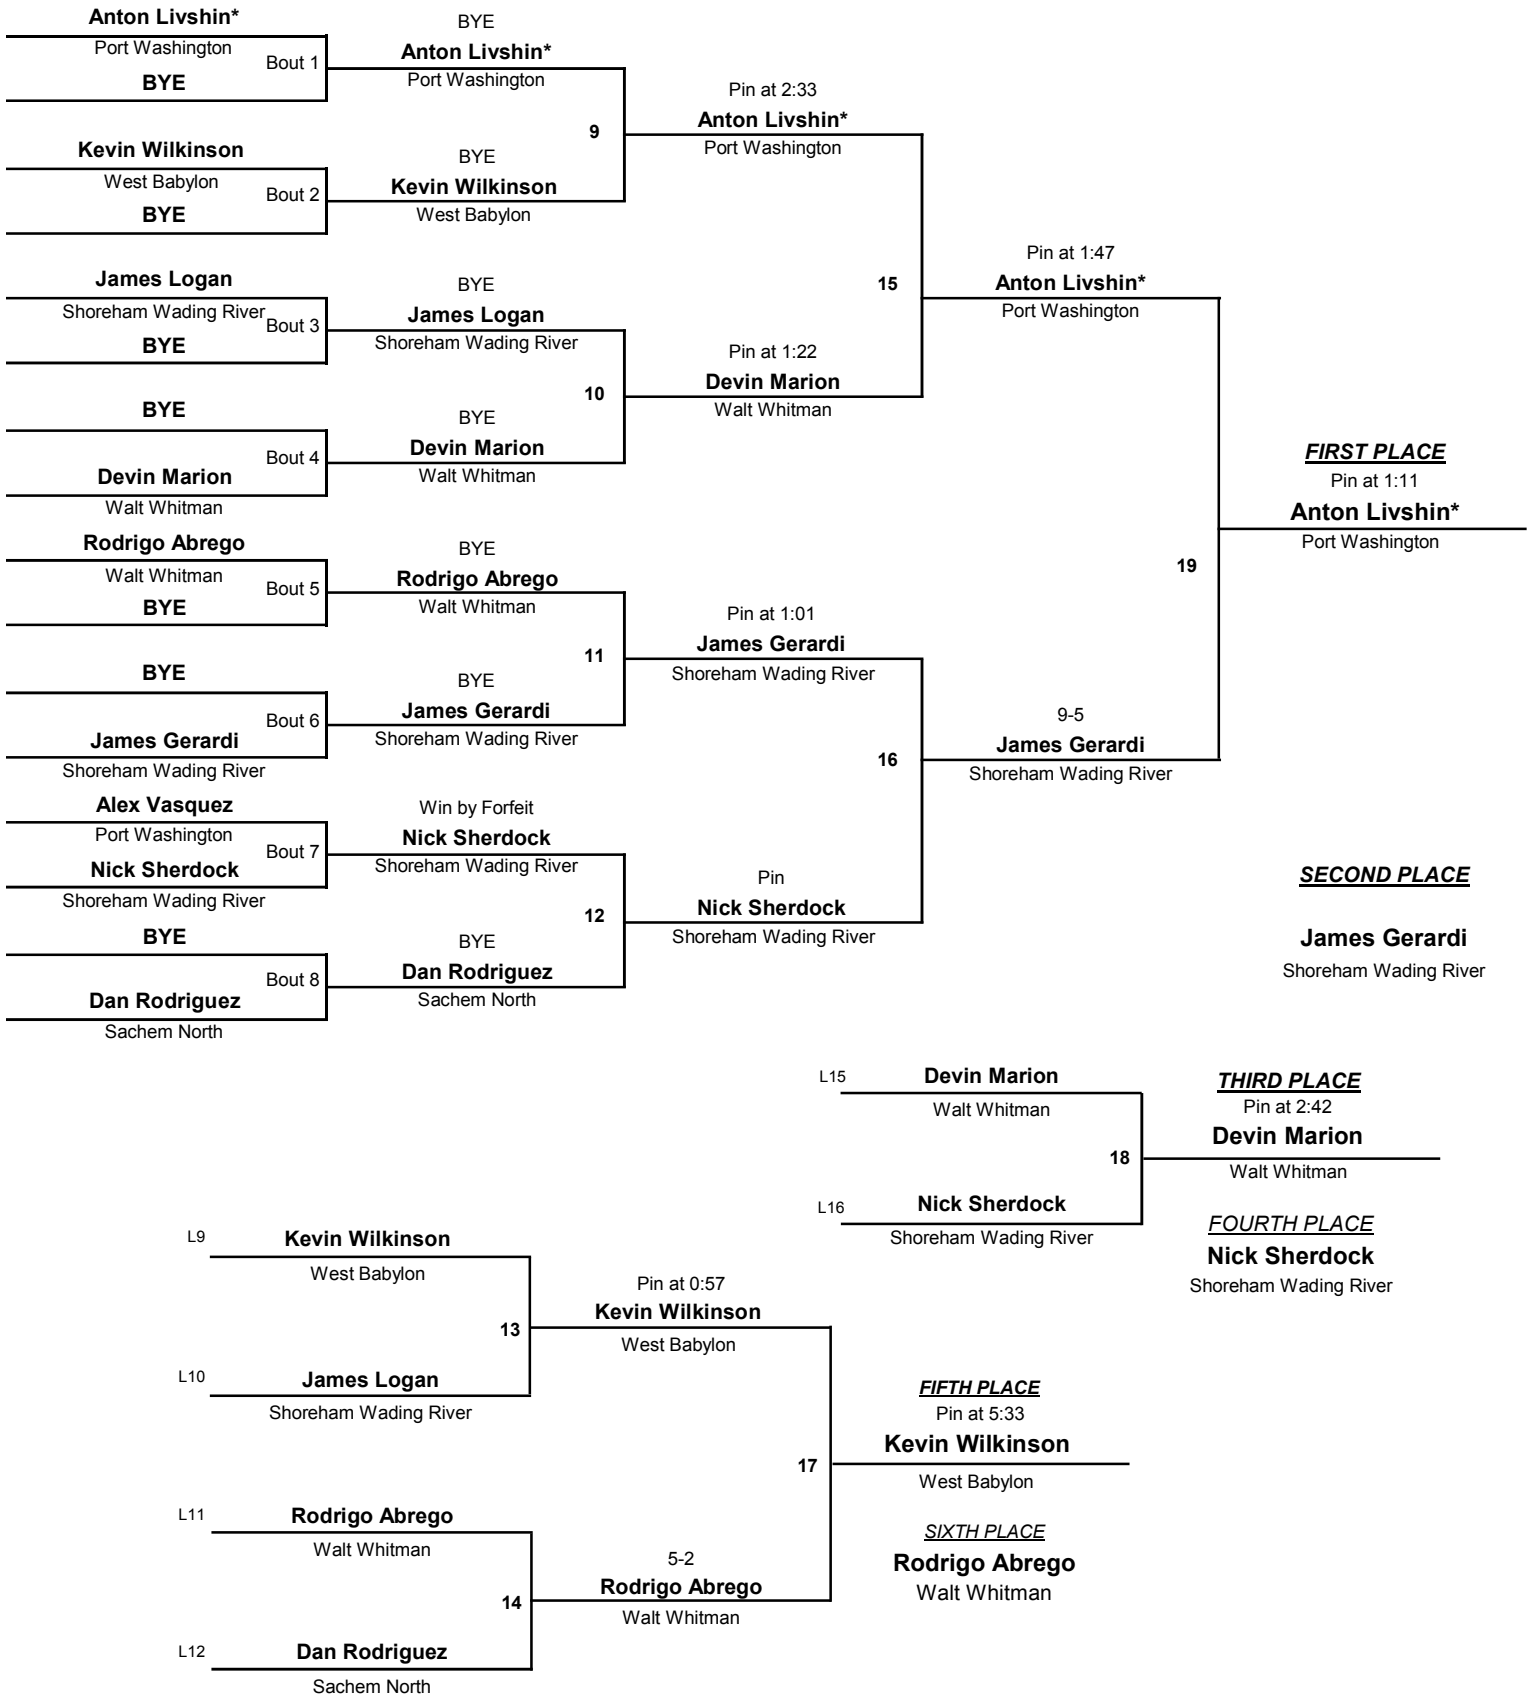 Anton Livshin*
Port Washington
BYE
Bout 1
Kevin Wilkinson
West Babylon
BYE
Bout 2
James Logan
Shoreham Wading River
BYE
Bout 3
BYE
Devin Marion
Walt Whitman
Bout 4
Rodrigo Abrego
Walt Whitman
BYE
Bout 5
BYE
James Gerardi
Shoreham Wading River
Bout 6
Alex Vasquez
Port Washington
Nick Sherdock
Shoreham Wading River
Bout 7
BYE
Dan Rodriguez
Sachem North
Bout 8
BYE
Anton Livshin*
Port Washington
9
BYE
Kevin Wilkinson
West Babylon
BYE
James Logan
Shoreham Wading River
10
BYE
Devin Marion
Walt Whitman
BYE
Rodrigo Abrego
Walt Whitman
11
BYE
James Gerardi
Shoreham Wading River
Win by Forfeit
Nick Sherdock
Shoreham Wading River
12
BYE
Dan Rodriguez
Sachem North
Pin at 2:33
Anton Livshin*
Port Washington
15
Pin at 1:22
Devin Marion
Walt Whitman
Pin at 1:01
James Gerardi
Shoreham Wading River
16
Pin
Nick Sherdock
Shoreham Wading River
Pin at 1:47
Anton Livshin*
Port Washington
19
9-5
James Gerardi
Shoreham Wading River
FIRST PLACE
Pin at 1:11
Anton Livshin*
Port Washington
SECOND PLACE
James Gerardi
Shoreham Wading River
L15
Devin Marion
Walt Whitman
18
L16
Nick Sherdock
Shoreham Wading River
THIRD PLACE
Pin at 2:42
Devin Marion
Walt Whitman
FOURTH PLACE
Nick Sherdock
Shoreham Wading River
L9
Kevin Wilkinson
West Babylon
13
L10
James Logan
Shoreham Wading River
L11
Rodrigo Abrego
Walt Whitman
14
L12
Dan Rodriguez
Sachem North
Pin at 0:57
Kevin Wilkinson
West Babylon
17
5-2
Rodrigo Abrego
Walt Whitman
FIFTH PLACE
Pin at 5:33
Kevin Wilkinson
West Babylon
SIXTH PLACE
Rodrigo Abrego
Walt Whitman